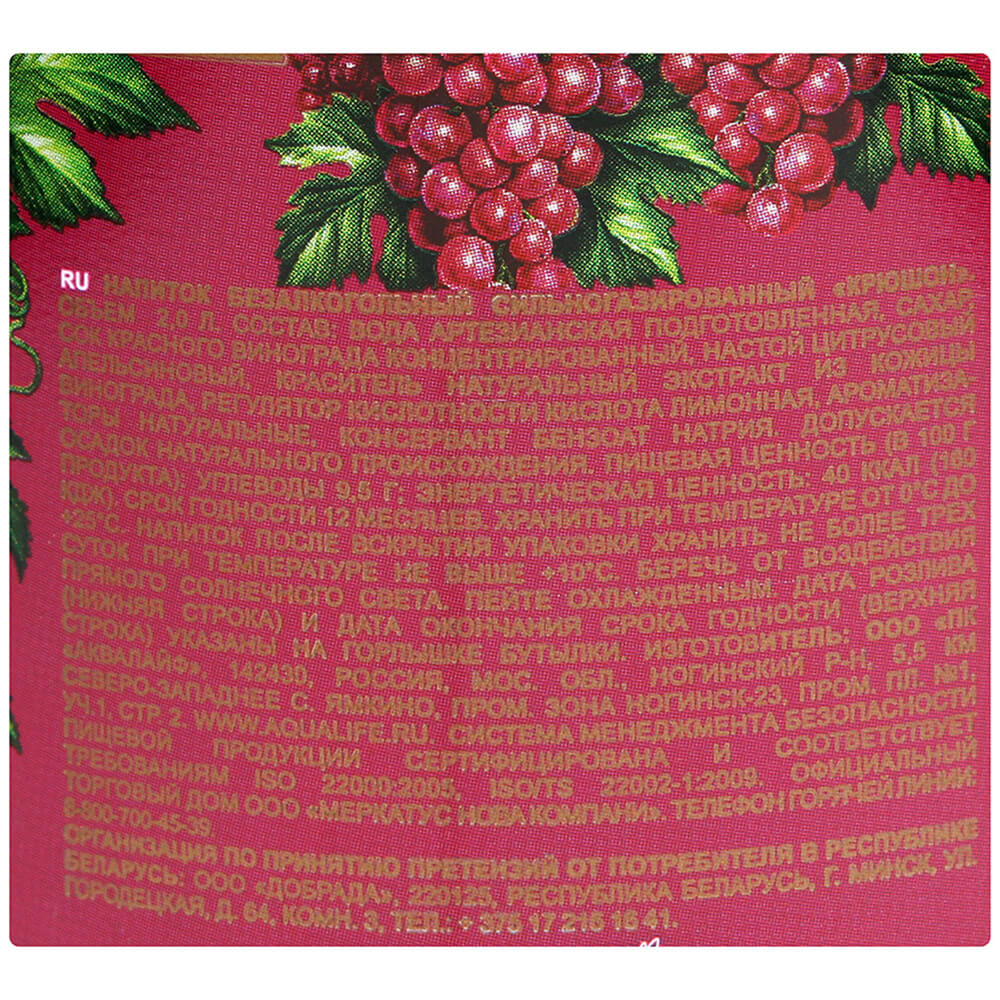 RU НАПИТОК БЕЗАЛКОГОЛЬНЫЙ СИЛЬНОГАЗИРОВАННЫЙ «КРЮШОН».
ОБЪЕМ 2,0 Л. СОСТАВ: ВОДА АРТЕЗИАНСКАЯ ПОДГОТОВЛЕННАЯ, САХАР,
СОК КРАСНОГО ВИНОГРАДА КОНЦЕНТРИРОВАННЫЙ, НАСТОЙ ЦИТРУСОВЫЙ
АПЕЛЬСИНОВЫЙ, КРАСИТЕЛЬ НАТУРАЛЬНЫЙ ЭКСТРАКТ ИЗ КОЖИЦЫ
ВИНОГРАДА, РЕГУЛЯТОР КИСЛОТНОСТИ КИСЛОТА ЛИМОННАЯ, АРОМАТИЗА-
ТОРЫ НАТУРАЛЬНЫЕ, КОНСЕРВАНТ БЕНЗОАТ НАТРИЯ. ДОПУСКАЕТСЯ
ОСАДОК НАТУРАЛЬНОГО ПРОИСХОЖДЕНИЯ. ПИЩЕВАЯ ЦЕННОСТЬ (В 100 Г
ПРОДУКТА): УГЛЕВОДЫ 9,5 Г; ЭНЕРГЕТИЧЕСКАЯ ЦЕННОСТЬ: 40 ККАЛ (160
КДЖ). СРОК ГОДНОСТИ 12 МЕСЯЦЕВ. ХРАНИТЬ ПРИ ТЕМПЕРАТУРЕ ОТ 0°С ДО
+25°С. НАПИТОК ПОСЛЕ ВСКРЫТИЯ УПАКОВКИ ХРАНИТЬ НЕ БОЛЕЕ ТРЕХ
СУТОК ПРИ ТЕМПЕРАТУРЕ НЕ ВЫШЕ +10°С. БЕРЕЧЬ ОТ ВОЗДЕЙСТВИЯ
ПРЯМОГО СОЛНЕЧНОГО СВЕТА. ПЕЙТЕ ОХЛАЖДЕННЫМ. ДАТА РОЗЛИВА
(НИЖНЯЯ СТРОКА) И ДАТА ОКОНЧАНИЯ СРОКА ГОДНОСТИ (ВЕРХНЯЯ
СТРОКА) УКАЗАНЫ НА ГОРЛЫШКЕ БУТЫЛКИ. ИЗГОТОВИТЕЛЬ: ООО «ПК
«АКВАЛАЙФ», 142430, РОССИЯ, МОС. ОБЛ., НОГИНСКИЙ Р-Н, 5,5 КМ
СЕВЕРО-ЗАПАДНЕЕ С. ЯМКИНО, ПРОМ. ЗОНА НОГИНСК-23, ПРОМ. ПЛ. №1,
УЧ.1, СТР. 2. WWW.AQUALIFE.RU. СИСТЕМА МЕНЕДЖМЕНТА БЕЗОПАСНОСТИ
ПИЩЕВОЙ ПРОДУКЦИИ СЕРТИФИЦИРОВАНА И СООТВЕТСТВУЕТ
ТРЕБОВАНИЯМ ISO 22000:2005, ISO/TS 22002-1:2009. ОФИЦИАЛЬНЫЙ
ТОРГОВЫЙ ДОМ ООО «МЕРКАТУС НОВА КОМПАНИ». ТЕЛЕФОН ГОРЯЧЕЙ ЛИНИИ:
8-800-700-45-39.
ОРГАНИЗАЦИЯ ПО ПРИНЯТИЮ ПРЕТЕНЗИЙ ОТ ПОТРЕБИТЕЛЯ В РЕСПУБЛИКЕ
БЕЛАРУСЬ: ООО «ДОБРАДА», 220125, РЕСПУБЛИКА БЕЛАРУСЬ, Г. МИНСК, УЛ.
ГОРОДЕЦКАЯ, Д. 64, КОМН. 3, ТЕЛ.: + 375 17 216 16 41.